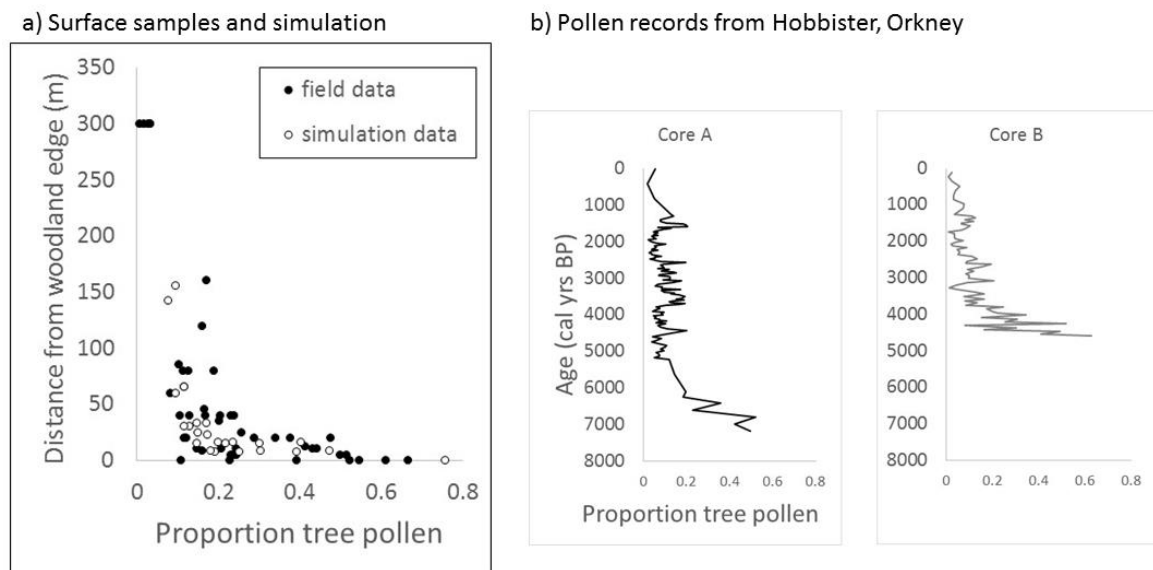 a) Surface samples and simulation
b) Pollen records from Hobbister, Orkney
Distance from woodland edge (m)
350
300
250
200
150
100
50
0
0 0.2 0.4 0.6 0.8
Proportion tree pollen
field data
simulation data
Core A
Age (cal yrs BP)
0
1000
2000
3000
4000
5000
6000
7000
8000
0 0.2 0.4 0.6 0.8
Proportion tree pollen
Core B
0
1000
2000
3000
4000
5000
6000
7000
8000
0 0.2 0.4 0.6 0.8